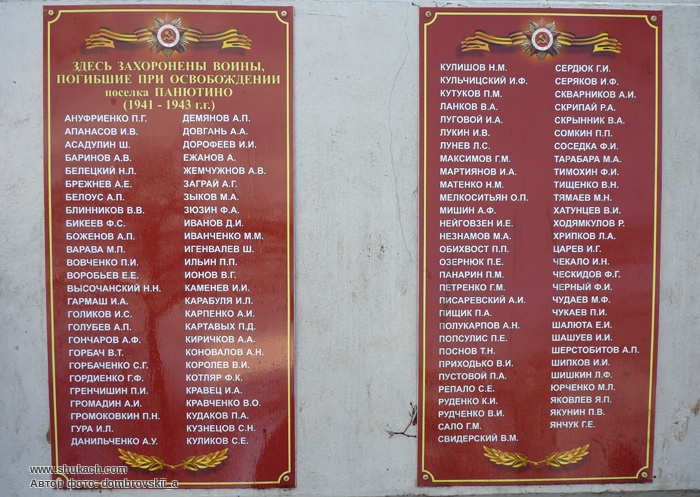 ЗДЕСЬ ЗАХОРОНЕНЫ ВОИНЫ,
ПОГИБШИЕ ПРИ ОСВОБОЖДЕНИИ
поселка ПАНЮТИНО
(1941 - 1943 г.г.)
АНУФРИЕНКО П.Г.
АПАНАСОВ И.В.
АСАДУЛИН Ш.
БАРИНОВ А.В.
БЕЛЕЦКИЙ Н.Л.
БРЕЖНЕВ А.Е.
БЕЛОУС А.П.
БЛИННИКОВ В.В.
БИКЕЕВ Ф.С.
БОЖЕНОВ А.П.
ВАРАВА М.П.
ВОВЧЕНКО П.И.
ВОРОБЬЕВ Е.Е.
ВЫСОЧАНСКИЙ Н.Н.
ГАРМАШ И.А.
ГОЛИКОВ И.С.
ГОЛУБЕВ А.П.
ГОНЧАРОВ А.Ф.
ГОРБАЧ В.Т.
ГОРБАЧЕНКО С.Г.
ГОРДИЕНКО Г.Ф.
ГРЕНЧИШИН П.И.
ГРОМАДИН А.И.
ГРОМОКОВКИН П.Н.
ГУРА И.Л.
ДАНИЛЬЧЕНКО А.У.
ДЕМЯНОВ А.П.
ДОВГАНЬ А.А.
ДОРОФЕЕВ И.И.
ЕЖАНОВ А.
ЖЕМЧУЖНОВ А.В.
ЗАГРАЙ А.Г.
ЗЫКОВ М.А.
ЗЮЗИН Ф.А.
ИВАНОВ Д.И.
ИВАНЧЕНКО М.М.
ИГЕНВАЛЕВ Ш.
ИЛЬИН П.П.
ИОНОВ В.Г.
КАМЕНЕВ И.И.
КАРАБУЛЯ И.Л.
КАРПЕНКО А.И.
КАРТАВЫХ П.Д.
КИРИЧКОВ А.А.
КОНОВАЛОВ А.Н.
КОРОЛЕВ В.И.
КОТЛЯР Ф.К.
КРАВЕЦ И.А.
КРАВЧЕНКО В.О.
КУДАКОВ П.А.
КУЗНЕЦОВ С.Н.
КУЛИКОВ С.Е.
КУЛИШОВ Н.М.
КУЛЬЧИЦСКИЙ И.Ф.
КУТУКОВ П.М.
ЛАНКОВ В.А.
ЛУГОВОЙ И.А.
ЛУКИН И.В.
ЛУНЕВ Л.С.
МАКСИМОВ Г.М.
МАРТИЯНОВ И.А.
МАТЕНКО Н.М.
МЕЛКОСИТЬЯН О.П.
МИШИН А.Ф.
НЕЙГОВЗЕН И.Е.
НЕЗНАМОВ М.А.
ОБИХВОСТ П.П.
ОЗЕРНЮК П.Е.
ПАНАРИН П.М.
ПЕТРЕНКО Г.М.
ПИСАРЕВСКИЙ А.И.
ПИЩИК П.А.
ПОЛУКАРПОВ А.Н.
ПОПСУЛИС П.Е.
ПОСНОВ Т.Н.
ПРИХОДЬКО В.И.
ПУСТОВОЙ П.А.
РЕПАЛО С.Е.
РУДЕНКО К.И.
РУДЧЕНКО В.И.
САЛО Г.М.
СВИДЕРСКИЙ В.М.
СЕРДЮК Г.И.
СЕРЯКОВ И.Ф.
СКВАРНИКОВ А.И.
СКРИПАЙ Р.А.
СКРЫННИК В.А.
СОМКИН П.П.
СОСЕДКА Ф.И.
ТАРАБАРА М.А.
ТИМОХИН Ф.И.
ТИЩЕНКО В.Н.
ТЯМАЕВ М.Н.
ХАТУНЦЕВ В.И.
ХОДЯМКУЛОВ Р.
ХРИПКОВ Л.А.
ЦАРЕВ И.Г.
ЧЕКАЛО И.Н.
ЧЕСКИДОВ Ф.Г.
ЧЕРНЫЙ Ф.И.
ЧУДАЕВ М.Ф.
ЧУКАЕВ П.И.
ШАЛЮТА Е.И.
ШАШУЕВ И.И.
ШЕРСТОБИТОВ А.П.
ШИПКОВ И.И.
ШИШКИН Л.Ф.
ЮРЧЕНКО М.П.
ЯКОВЛЕВ Я.П.
ЯКУНИН П.В.
ЯНЧУК Г.Е.
www.shukach.com
Автор фото: dombrovskii_a